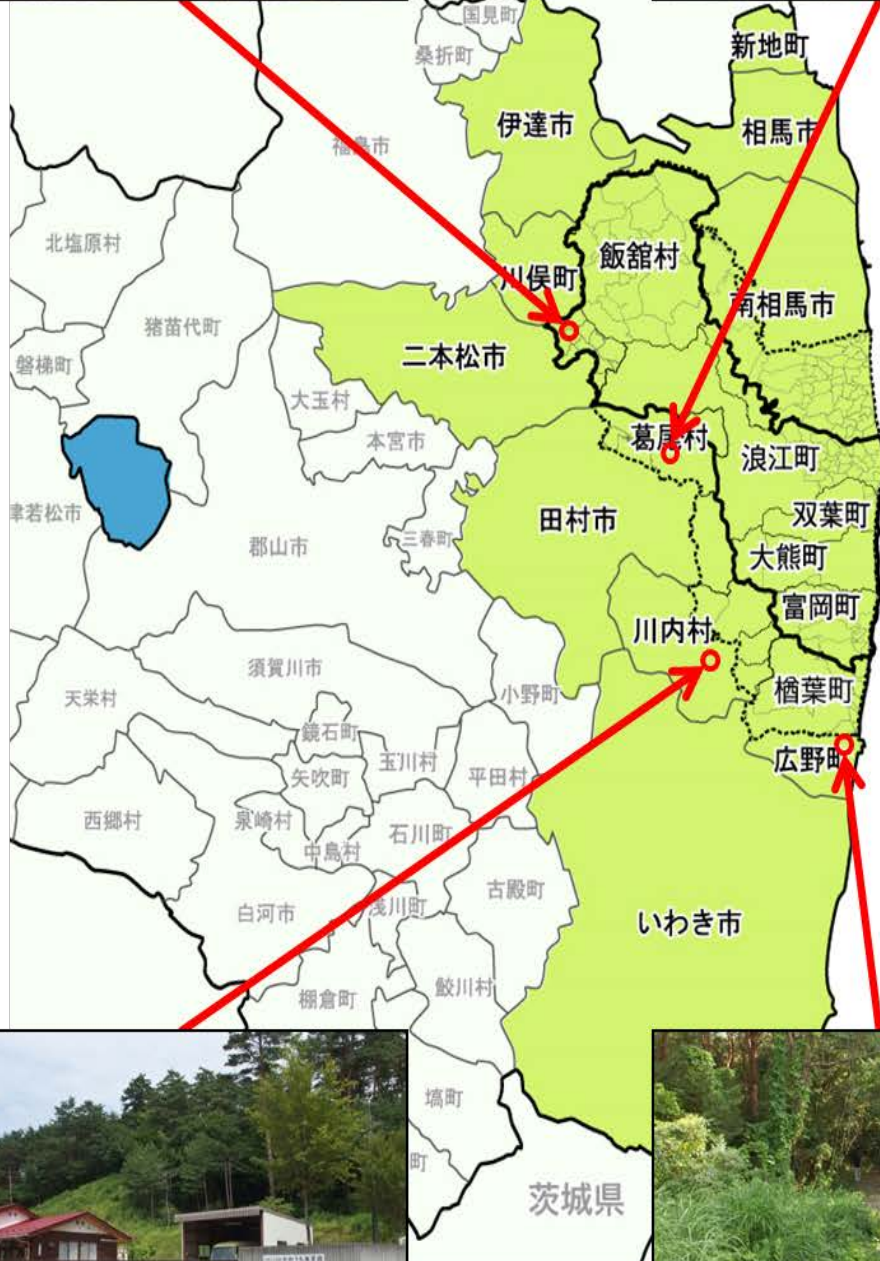 国見町
桑折町
新地町
伊達市
相馬市
福島市
北塩原村
飯舘村
川俣町
南相馬市
猪苗代町
二本松市
磐梯町
大玉村
葛尾村
本宮市
浪江町
津若松市
田村市
双葉町
三春町
郡山市
大熊町
富岡町
川内村
須賀川市
小野町
楢葉町
天栄村
鏡石町
玉川村
広野町
矢吹町
平田村
西郷村
泉崎村
石川町
中島村
古殿町
浅川町
白河市
いわき市
鮫川村
棚倉町
塙町
町
茨城県